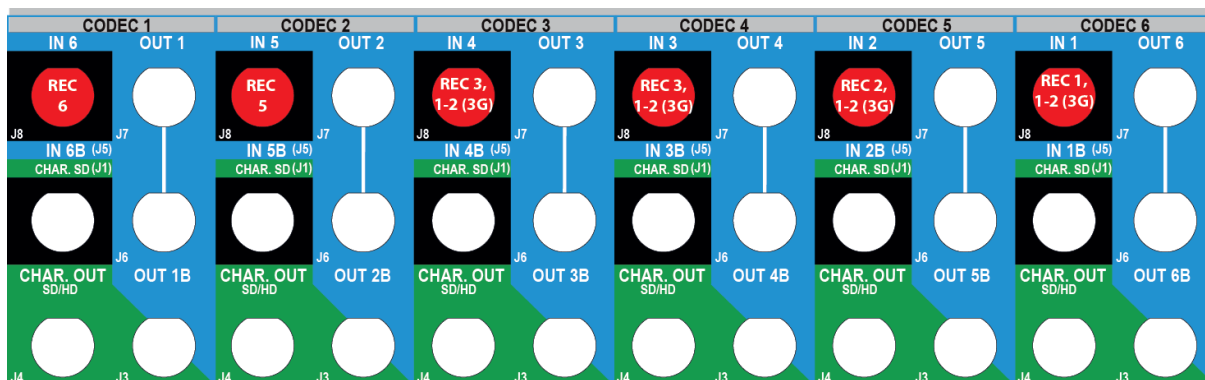 CODEC 1 CODEC 2 CODEC 3 CODEC 4 CODEC 5 CODEC 6
IN 6 OUT 1 IN 5 OUT 2 IN 4 OUT 3 IN 3 OUT 4 IN 2 OUT 5 IN 1 OUT 6
REC REC REC 3, REC 3, REC 2, REC 1,
6 5 1-2 (3G) 1-2 (3G) 1-2 (3G) 1-2 (3G)
J8 J7 J8 J7 J8 J7 J8 J7 J8 J7 J8 J7
IN 6B (J5) IN 5B (J5) IN 4B (J5) IN 3B (J5) IN 2B (J5) IN 1B (J5)
CHAR. SD (J1) CHAR. SD (J1) CHAR. SD (J1) CHAR. SD (J1) CHAR. SD (J1) CHAR. SD (J1)
J6 J6 J6 J6 J6 J6
CHAR. OUT OUT 1B CHAR. OUT OUT 2B CHAR. OUT OUT 3B CHAR. OUT OUT 4B CHAR. OUT OUT 5B CHAR. OUT OUT 6B
SD/HD SD/HD SD/HD SD/HD SD/HD SD/HD
J4 J3 J4 J3 J4 J3 J4 J3 J4 J3 J4 J3